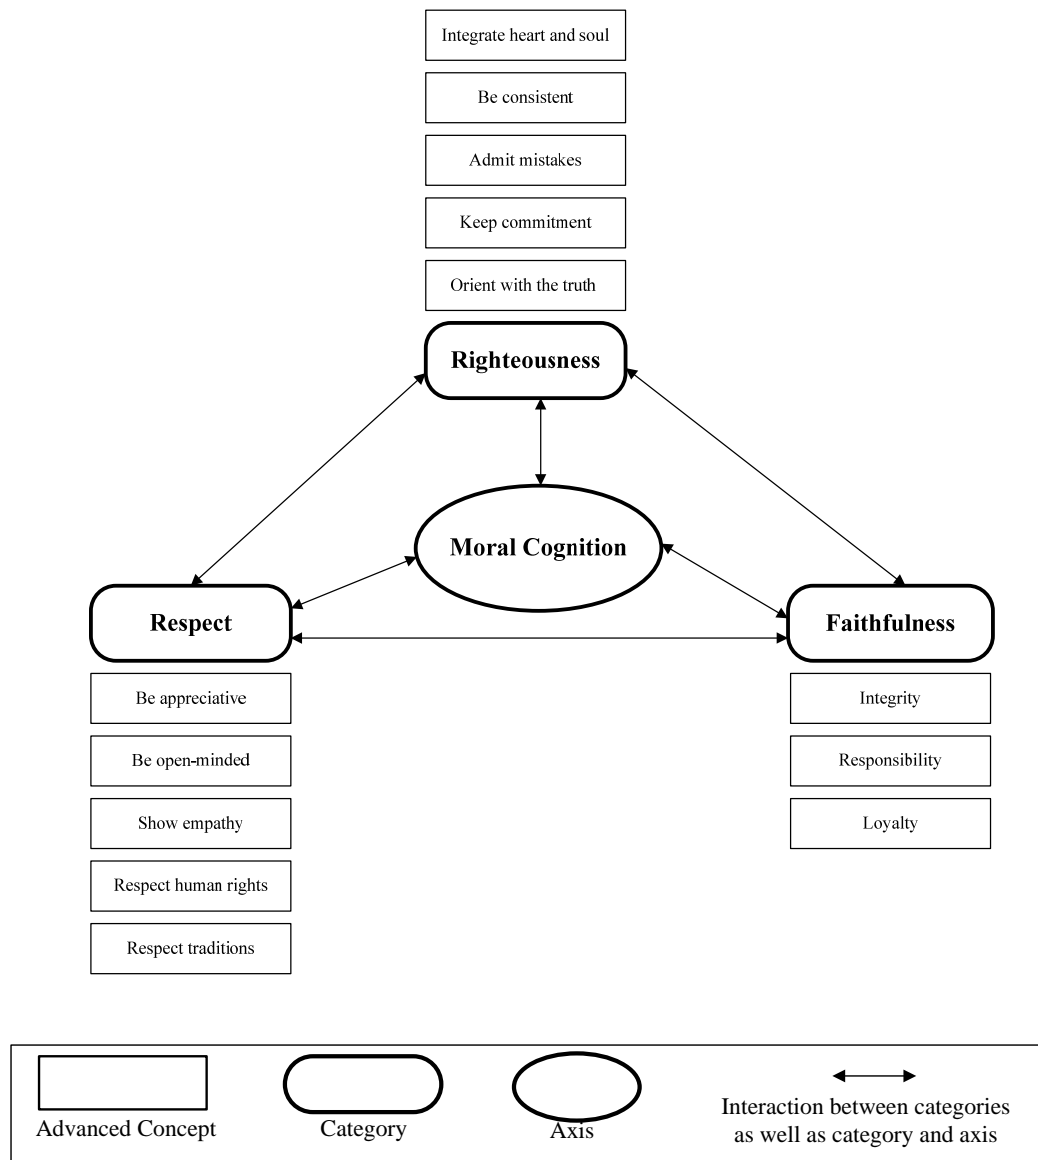 Integrate heart and soul
Be consistent
Admit mistakes
Keep commitment
Orient with the truth
Righteousness
Moral Cognition
Respect
Faithfulness
Be appreciative
Integrity
Be open-minded
Responsibility
Show empathy
Loyalty
Respect human rights
Respect traditions
Advanced Concept
Category
Axis
Interaction between categories
as well as category and axis